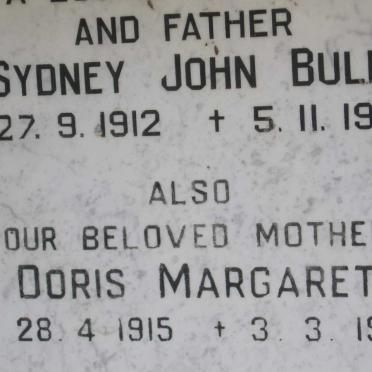 AND FATHER
SYDNEY JOHN BULL
27. 9. 1912 † 5. 11. 19
ALSO
OUR BELOVED MOTHE
DORIS MARGARET
28. 4 1915 † 3. 3. 1